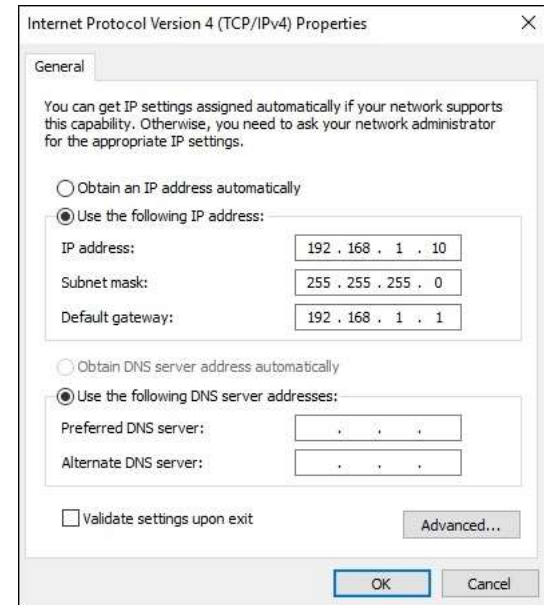 Internet Protocol Version 4 (TCP/IPv4) Properties
General
You can get IP settings assigned automatically if your network supports
this capability. Otherwise, you need to ask your network administrator
for the appropriate IP settings.
Obtain an IP address automatically
Use the following IP address:
IP address: 192 . 168 . 1 . 10
Subnet mask: 255 . 255 . 255 . 0
Default gateway: 192 . 168 . 1 . 1
Obtain DNS server address automatically
Use the following DNS server addresses:
Preferred DNS server: . . .
Alternate DNS server: . . .
Validate settings upon exit
Advanced...
OK Cancel